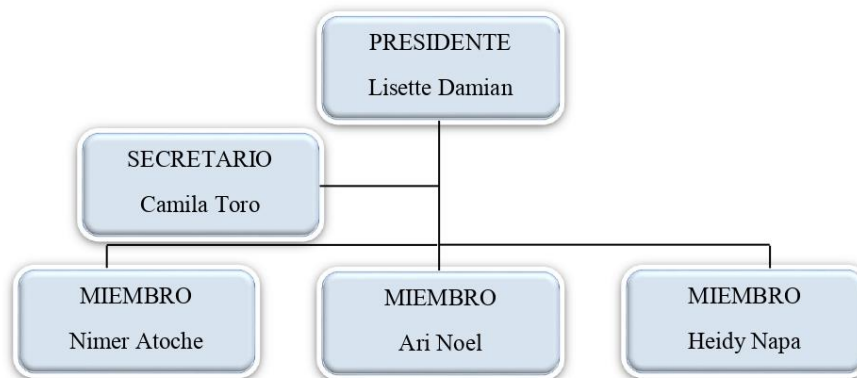 PRESIDENTE
Lisette Damian
SECRETARIO
Camila Toro
MIEMBRO
Nimer Atoche
MIEMBRO
Ari Noel
MIEMBRO
Heidy Napa